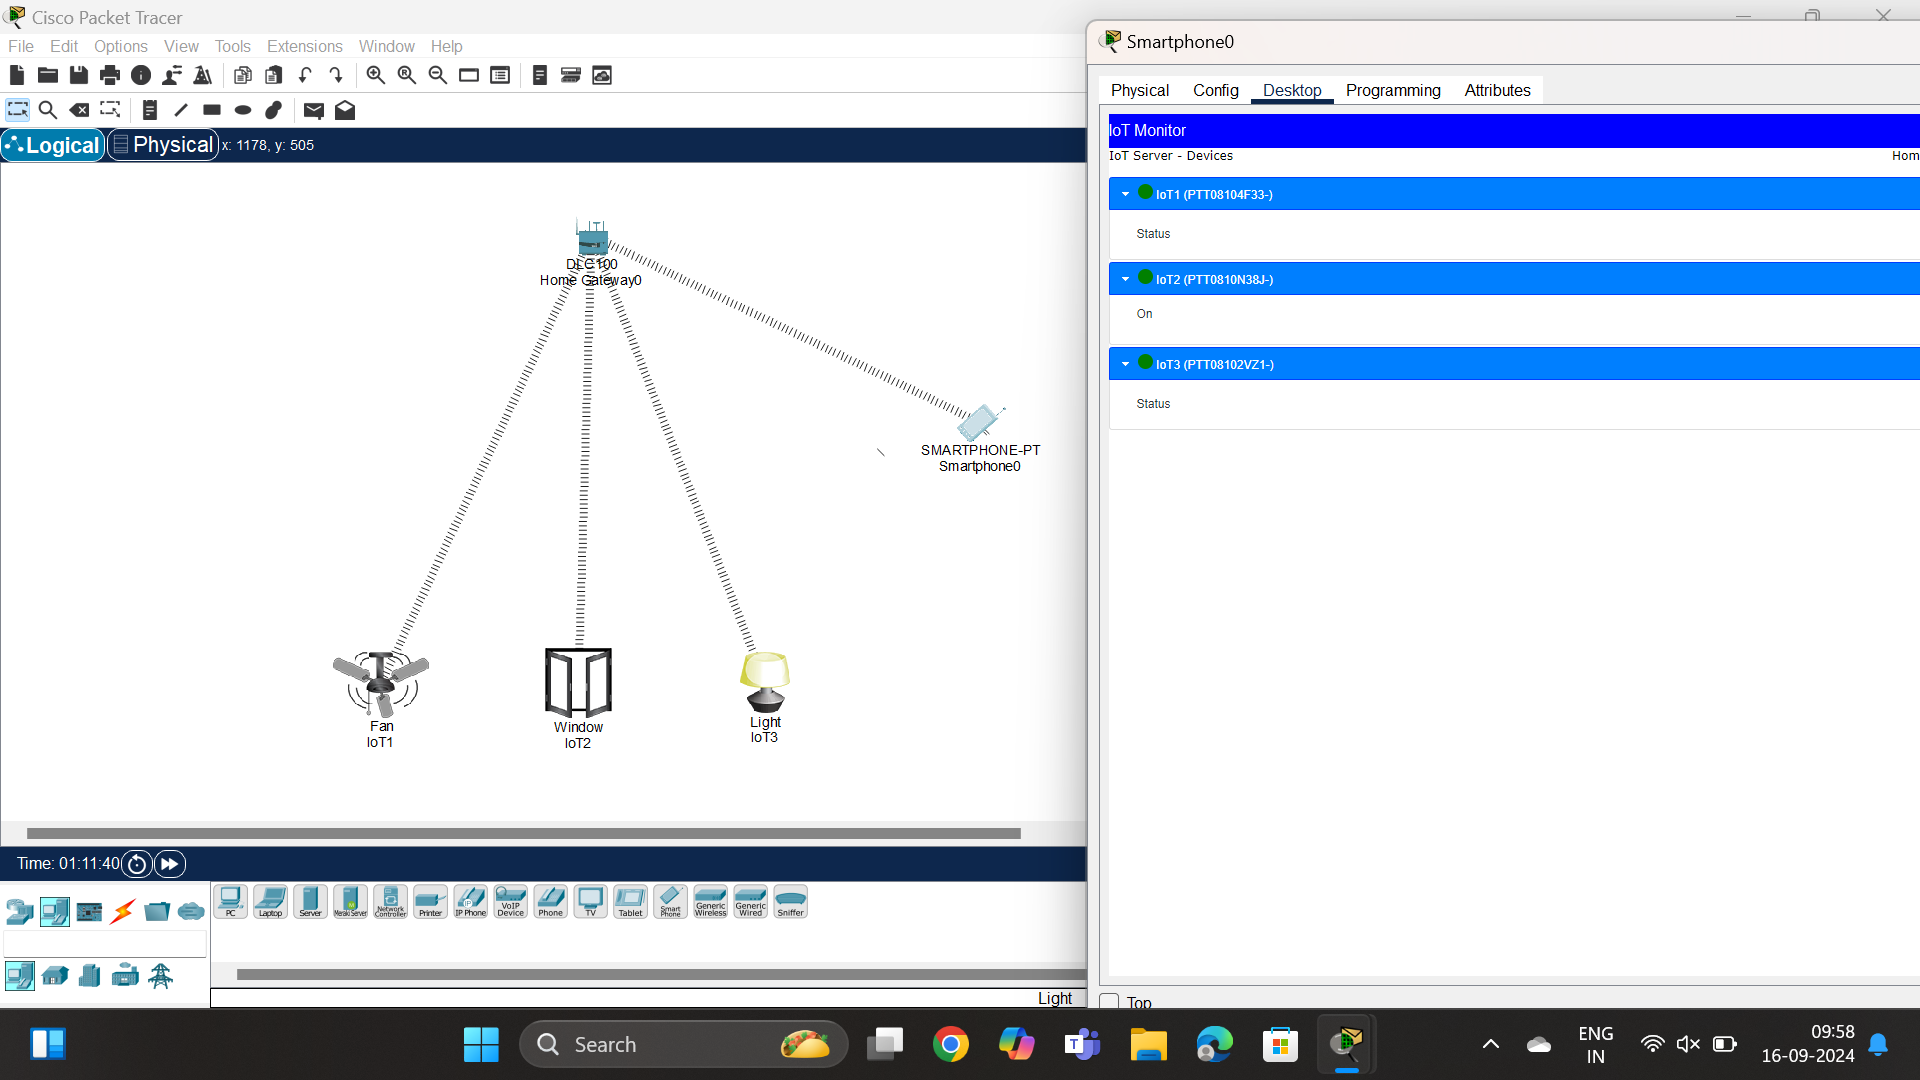 Cisco Packet Tracer
File Edit Options View Tools Extensions Window Help
Logical Physical x: 1178, y: 505
DLC100
Home Gateway0
SMARTPHONE-PT
Smartphone0
Fan
IoT1
Window
IoT2
Light
IoT3
Smartphone0
Physical Config Desktop Programming Attributes
IoT Monitor
IoT Server - Devices Hom
IoT1 (PTT08104F33-)
Status
IoT2 (PTT0810N38J-)
On
IoT3 (PTT08102VZ1-)
Status
Top
Time: 01:11:40
PC Laptop Server Meraki Server Network Controller Printer IP Phone VoIP Device Phone TV Tablet Smart Phone Generic Wireless Generic Wired Sniffer
Light
Search
ENG
IN
09:58
16-09-2024